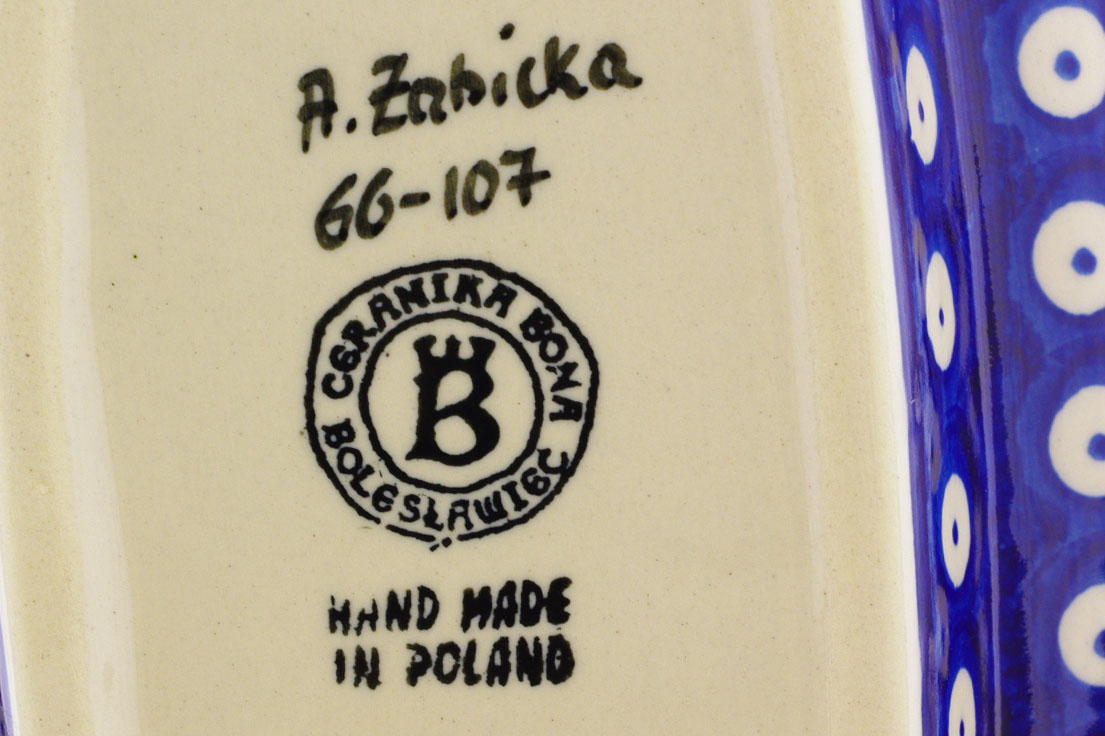 A. Zabicka
66-107
CERAMIKA BONA
B
BOLESŁAWIEC
HAND MADE
IN POLAND